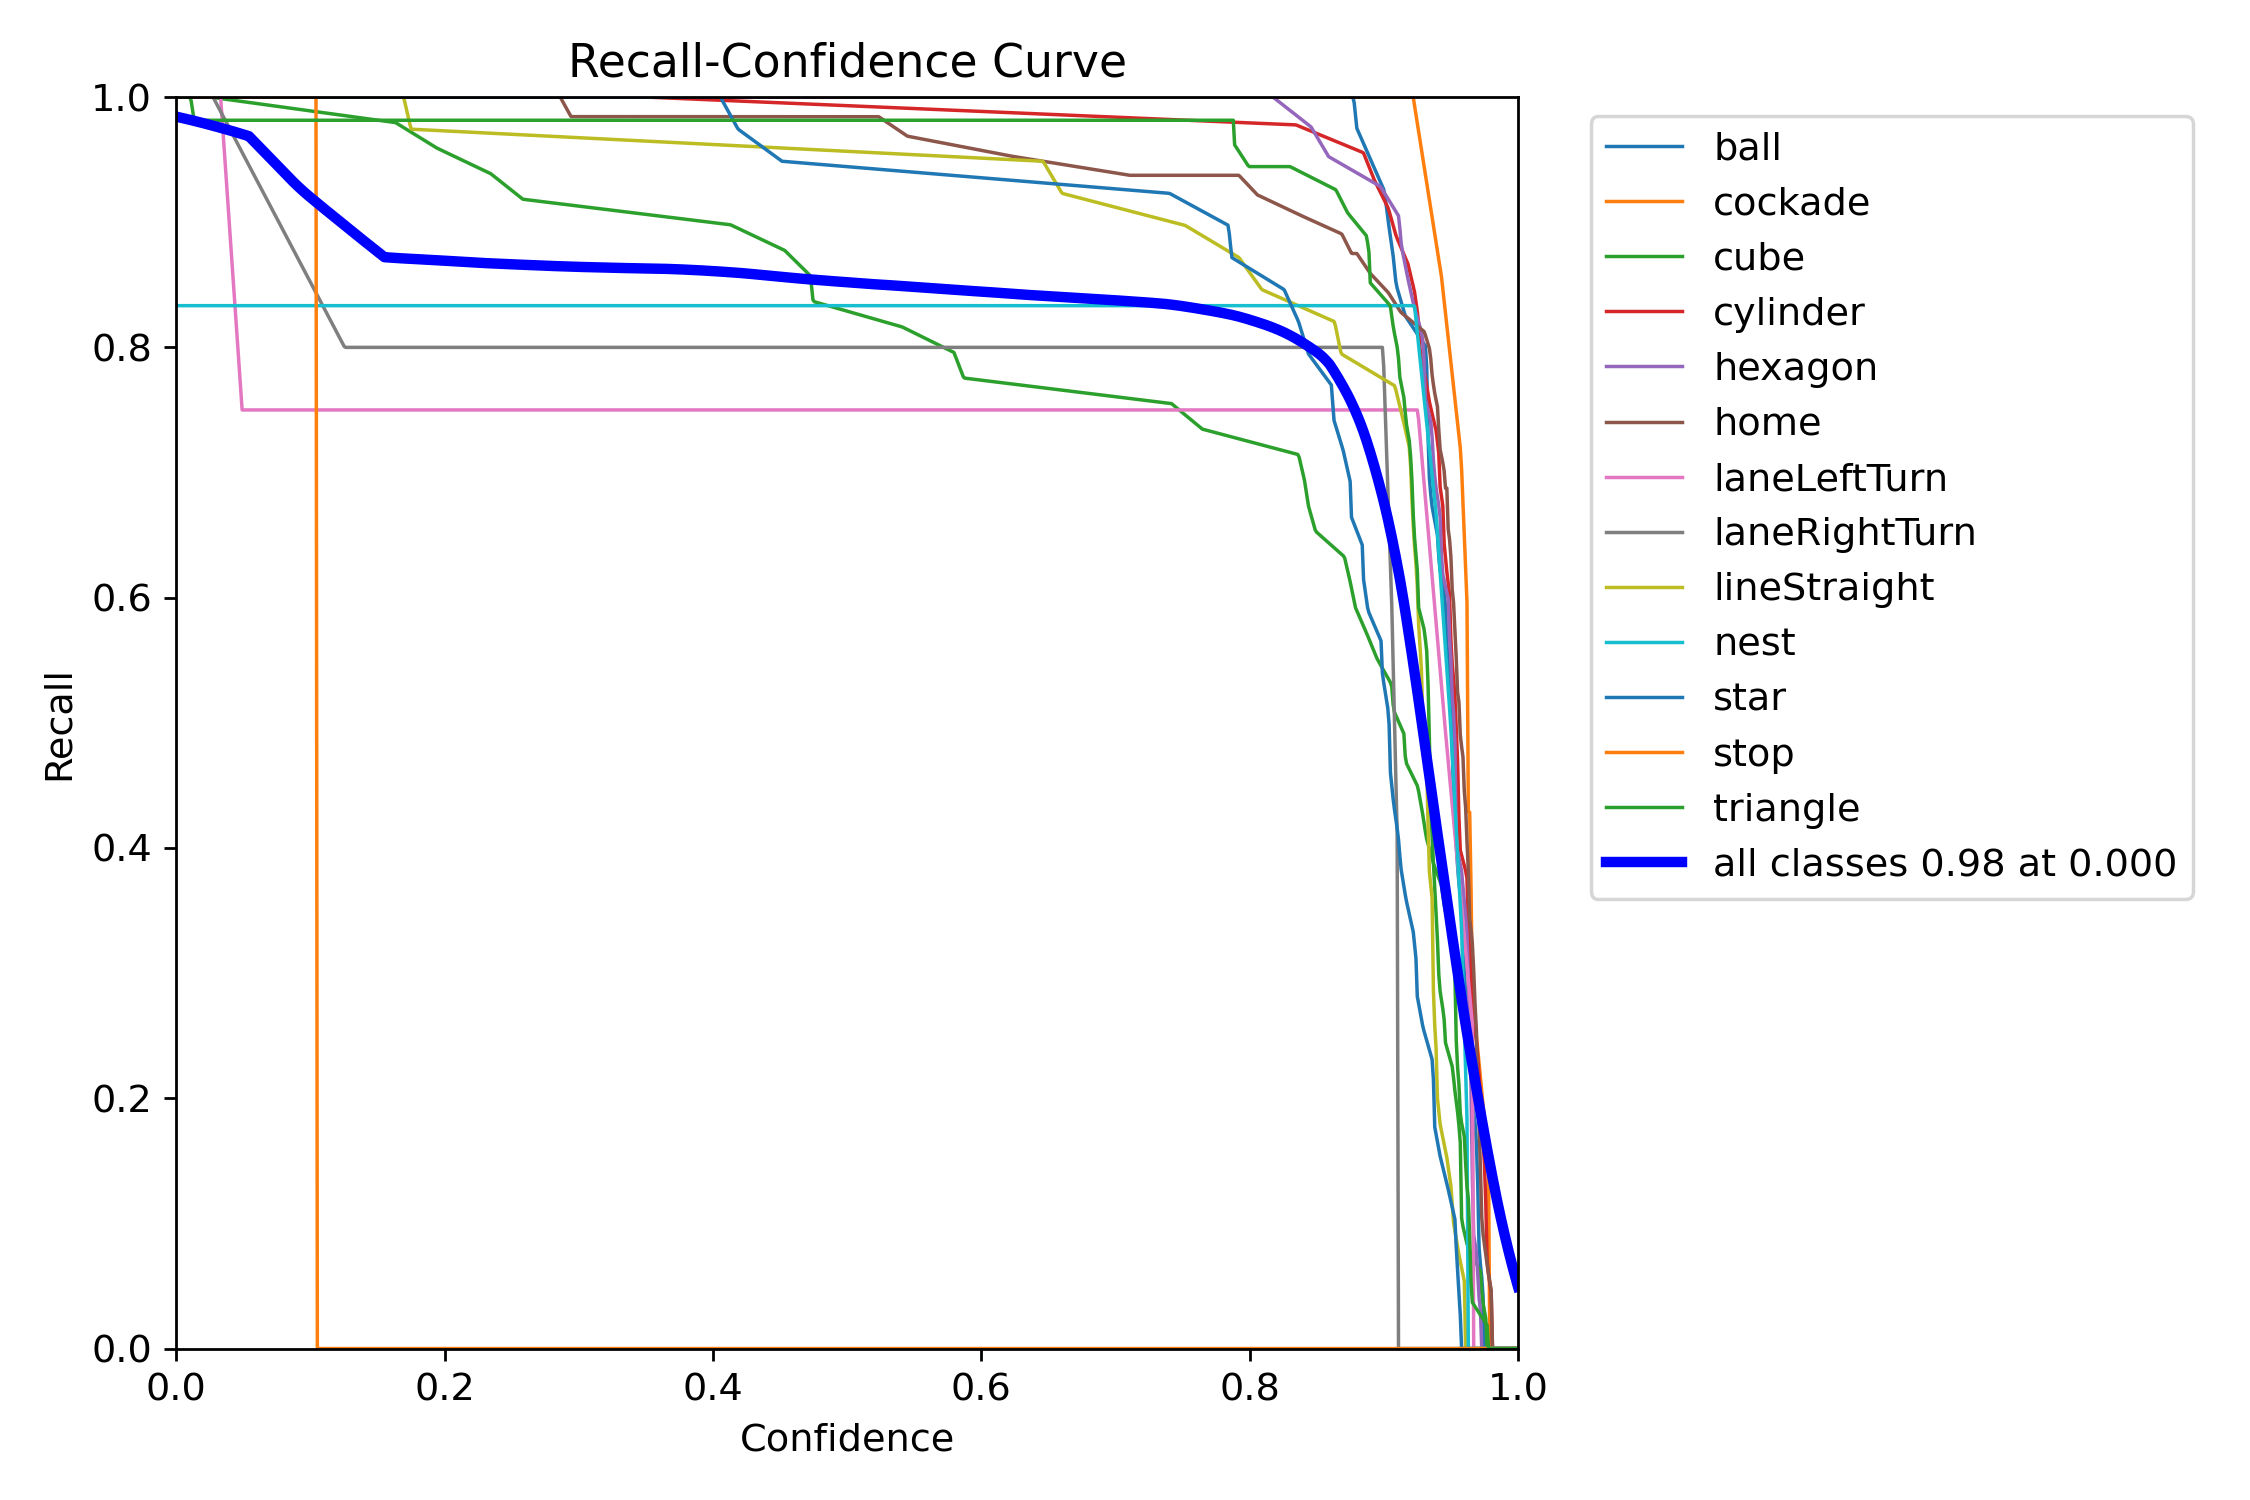 Recall-Confidence Curve
1.0
0.8
0.6
0.4
0.2
0.0
Recall
0.0 0.2 0.4 0.6 0.8 1.0
Confidence
ball
cockade
cube
cylinder
hexagon
home
laneLeftTurn
laneRightTurn
lineStraight
nest
star
stop
triangle
all classes 0.98 at 0.000